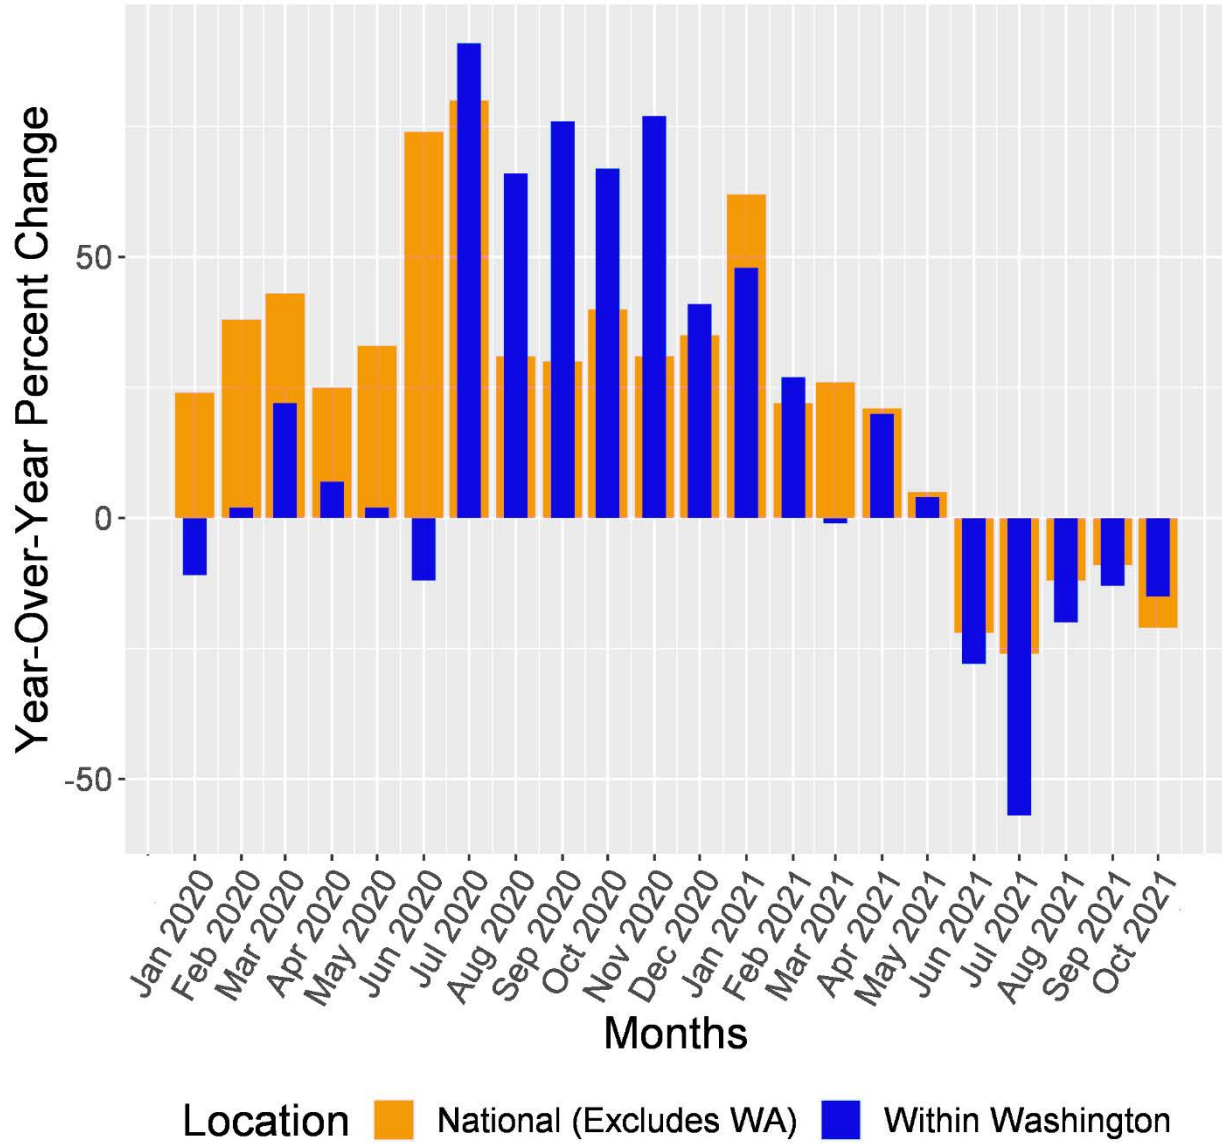 Year-Over-Year Percent Change
50
0
-50
Jan 2020
Feb 2020
Mar 2020
Apr 2020
May 2020
Jun 2020
Jul 2020
Aug 2020
Sep 2020
Oct 2020
Nov 2020
Dec 2020
Jan 2021
Feb 2021
Mar 2021
Apr 2021
May 2021
Jun 2021
Jul 2021
Aug 2021
Sep 2021
Oct 2021
Months
Location National (Excludes WA) Within Washington